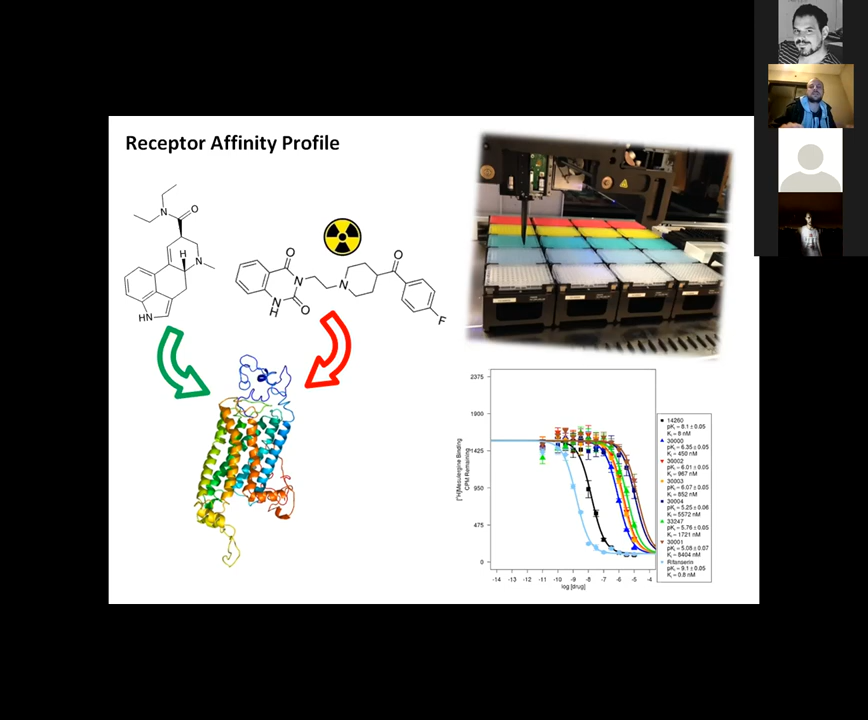 Receptor Affinity Profile
N
O
H
N
HN
O
N
N
H
O
N
O
F
2375
1900
1425
950
475
0
[³H]Mesulergine Binding
CPM Remaining
-14 -13 -12 -11 -10 -9 -8 -7 -6 -5 -4
log [drug]
14260
pKᵢ = 8.1 ± 0.05
Kᵢ = 8 nM
30000
pKᵢ = 6.35 ± 0.05
Kᵢ = 450 nM
30002
pKᵢ = 6.01 ± 0.05
Kᵢ = 967 nM
30003
pKᵢ = 6.07 ± 0.05
Kᵢ = 852 nM
30004
pKᵢ = 5.25 ± 0.06
Kᵢ = 5572 nM
33247
pKᵢ = 5.76 ± 0.05
Kᵢ = 1721 nM
30001
pKᵢ = 5.08 ± 0.07
Kᵢ = 8404 nM
Ritanserin
pKᵢ = 9.1 ± 0.05
Kᵢ = 0.8 nM